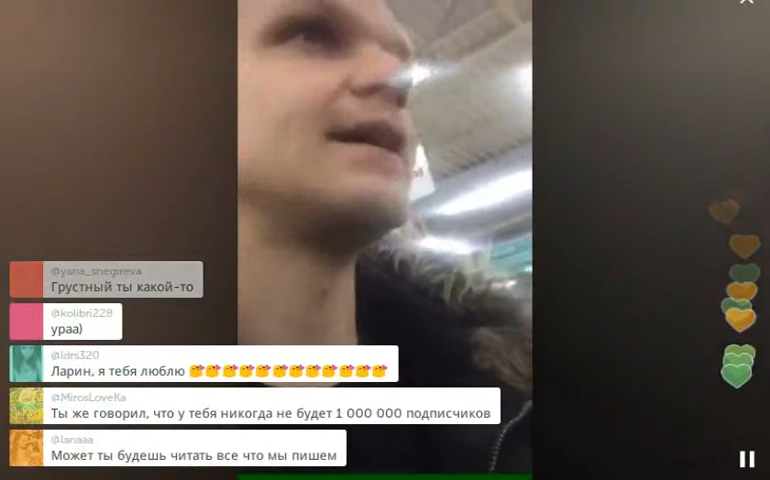 @yana_snegireva
Грустный ты какой-то
@kolibri228
ураа)
@idrs320
Ларин, я тебя люблю
@MirosLoveKa
Ты же говорил, что у тебя никогда не будет 1 000 000 подписчиков
@lanaaa
Может ты будешь читать все что мы пишем